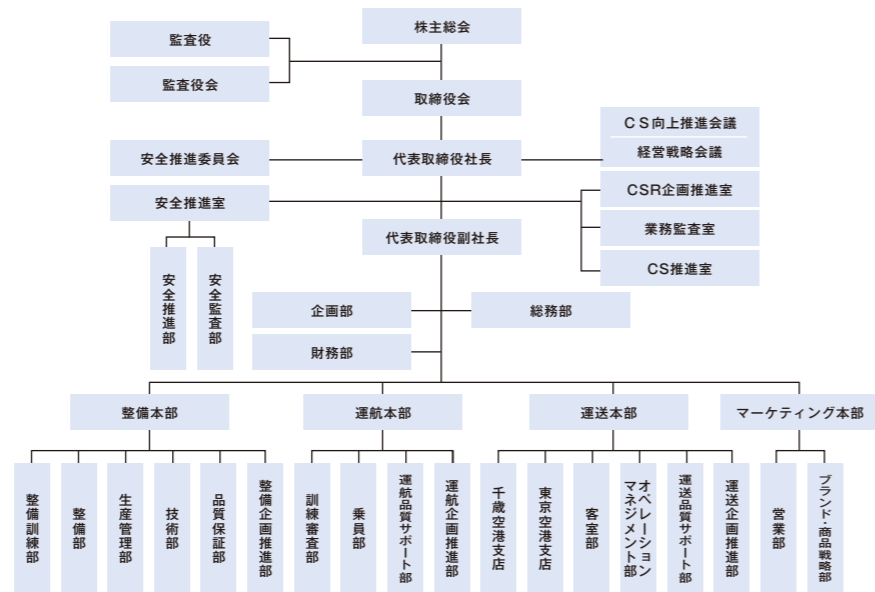 株主総会
監査役
監査役会
取締役会
CS向上推進会議
経営戦略会議
安全推進委員会
代表取締役社長
安全推進室
CSR企画推進室
業務監査室
CS推進室
代表取締役副社長
安全推進部
安全監査部
企画部
総務部
財務部
整備本部
運航本部
運送本部
マーケティング本部
整備訓練部
整備部
生産管理部
技術部
品質保証部
整備企画推進部
訓練審査部
乗員部
運航品質サポート部
運航企画推進部
千歳空港支店
東京空港支店
客室部
オペレーション
マネジメント部
運送品質サポート部
運送企画推進部
営業部
ブランド・商品戦略部